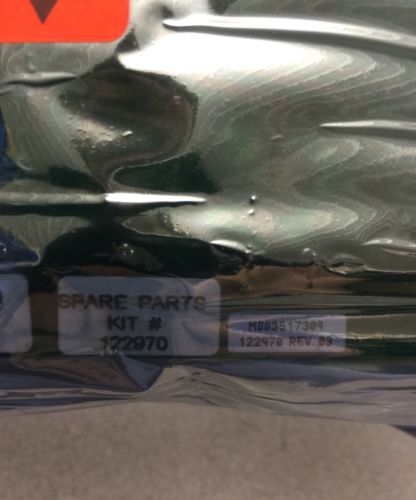 SPARE PARTS
KIT #
122970
M003517309
122970 REV 03